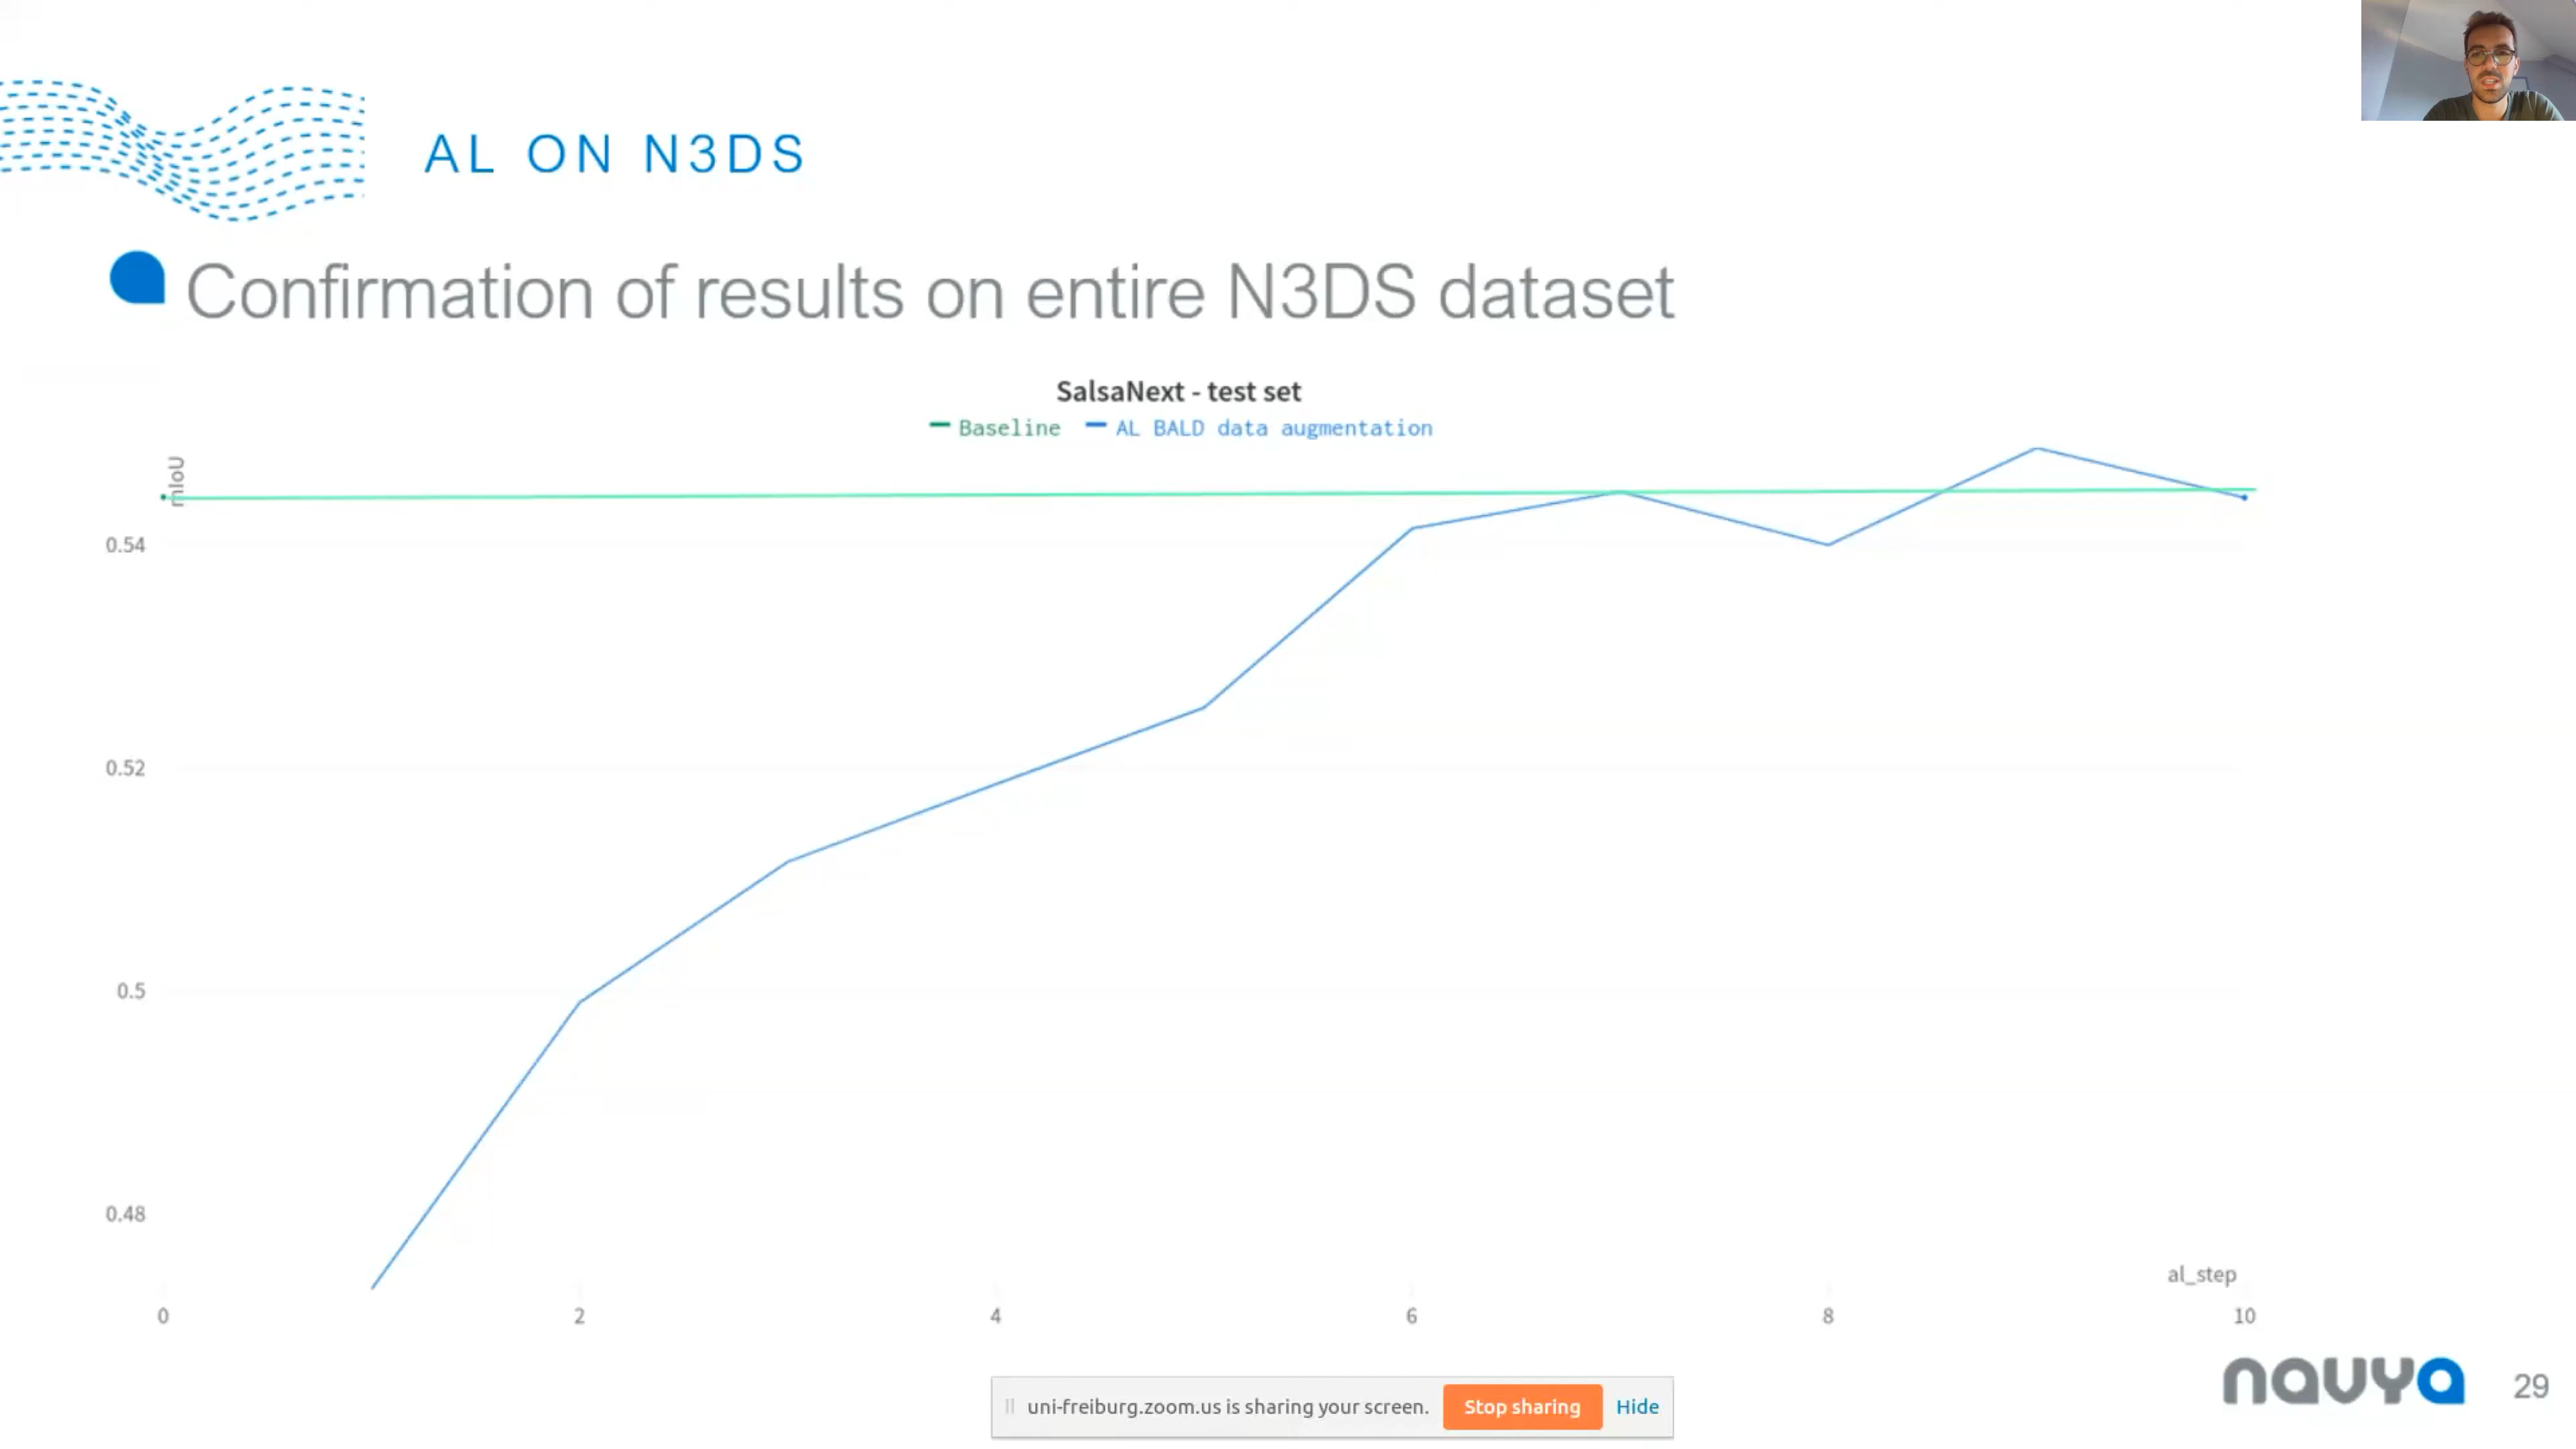 AL ON N3DS
Confirmation of results on entire N3DS dataset
SalsaNext - test set
Baseline AL BALD data augmentation
mIoU
0.54
0.52
0.5
0.48
al_step
0 2 4 6 8 10
navya 29
uni-freiburg.zoom.us is sharing your screen. Stop sharing Hide